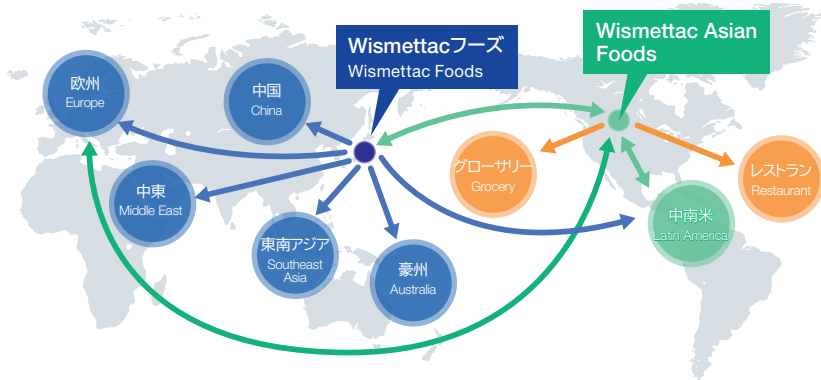 Wismettacフーズ
Wismettac Foods
Wismettac Asian
Foods
欧州
Europe
中国
China
中東
Middle East
東南アジア
Southeast
Asia
豪州
Australia
グローサリー
Grocery
レストラン
Restaurant
中南米
Latin America